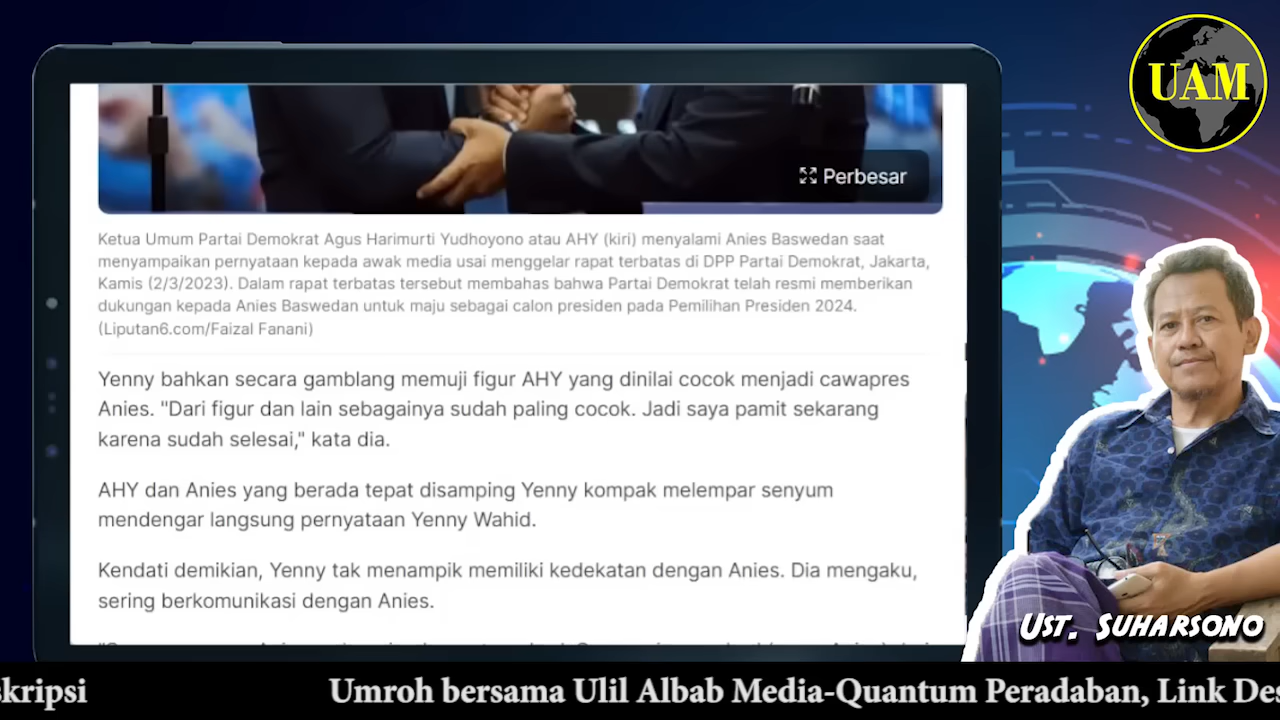 UAM
Perbesar
Ketua Umum Partai Demokrat Agus Harimurti Yudhoyono atau AHY (kiri) menyalami Anies Baswedan saat
menyampaikan pernyataan kepada awak media usai menggelar rapat terbatas di DPP Partai Demokrat, Jakarta,
Kamis (2/3/2023). Dalam rapat terbatas tersebut membahas bahwa Partai Demokrat telah resmi memberikan
dukungan kepada Anies Baswedan untuk maju sebagai calon presiden pada Pemilihan Presiden 2024.
(Liputan6.com/Faizal Fanani)
Yenny bahkan secara gamblang memuji figur AHY yang dinilai cocok menjadi cawapres
Anies. "Dari figur dan lain sebagainya sudah paling cocok. Jadi saya pamit sekarang
karena sudah selesai," kata dia.
AHY dan Anies yang berada tepat disamping Yenny kompak melempar senyum
mendengar langsung pernyataan Yenny Wahid.
Kendati demikian, Yenny tak menampik memiliki kedekatan dengan Anies. Dia mengaku,
sering berkomunikasi dengan Anies.
Ust. Suharsono
skripsi Umroh bersama Ulil Albab Media-Quantum Peradaban, Link Des